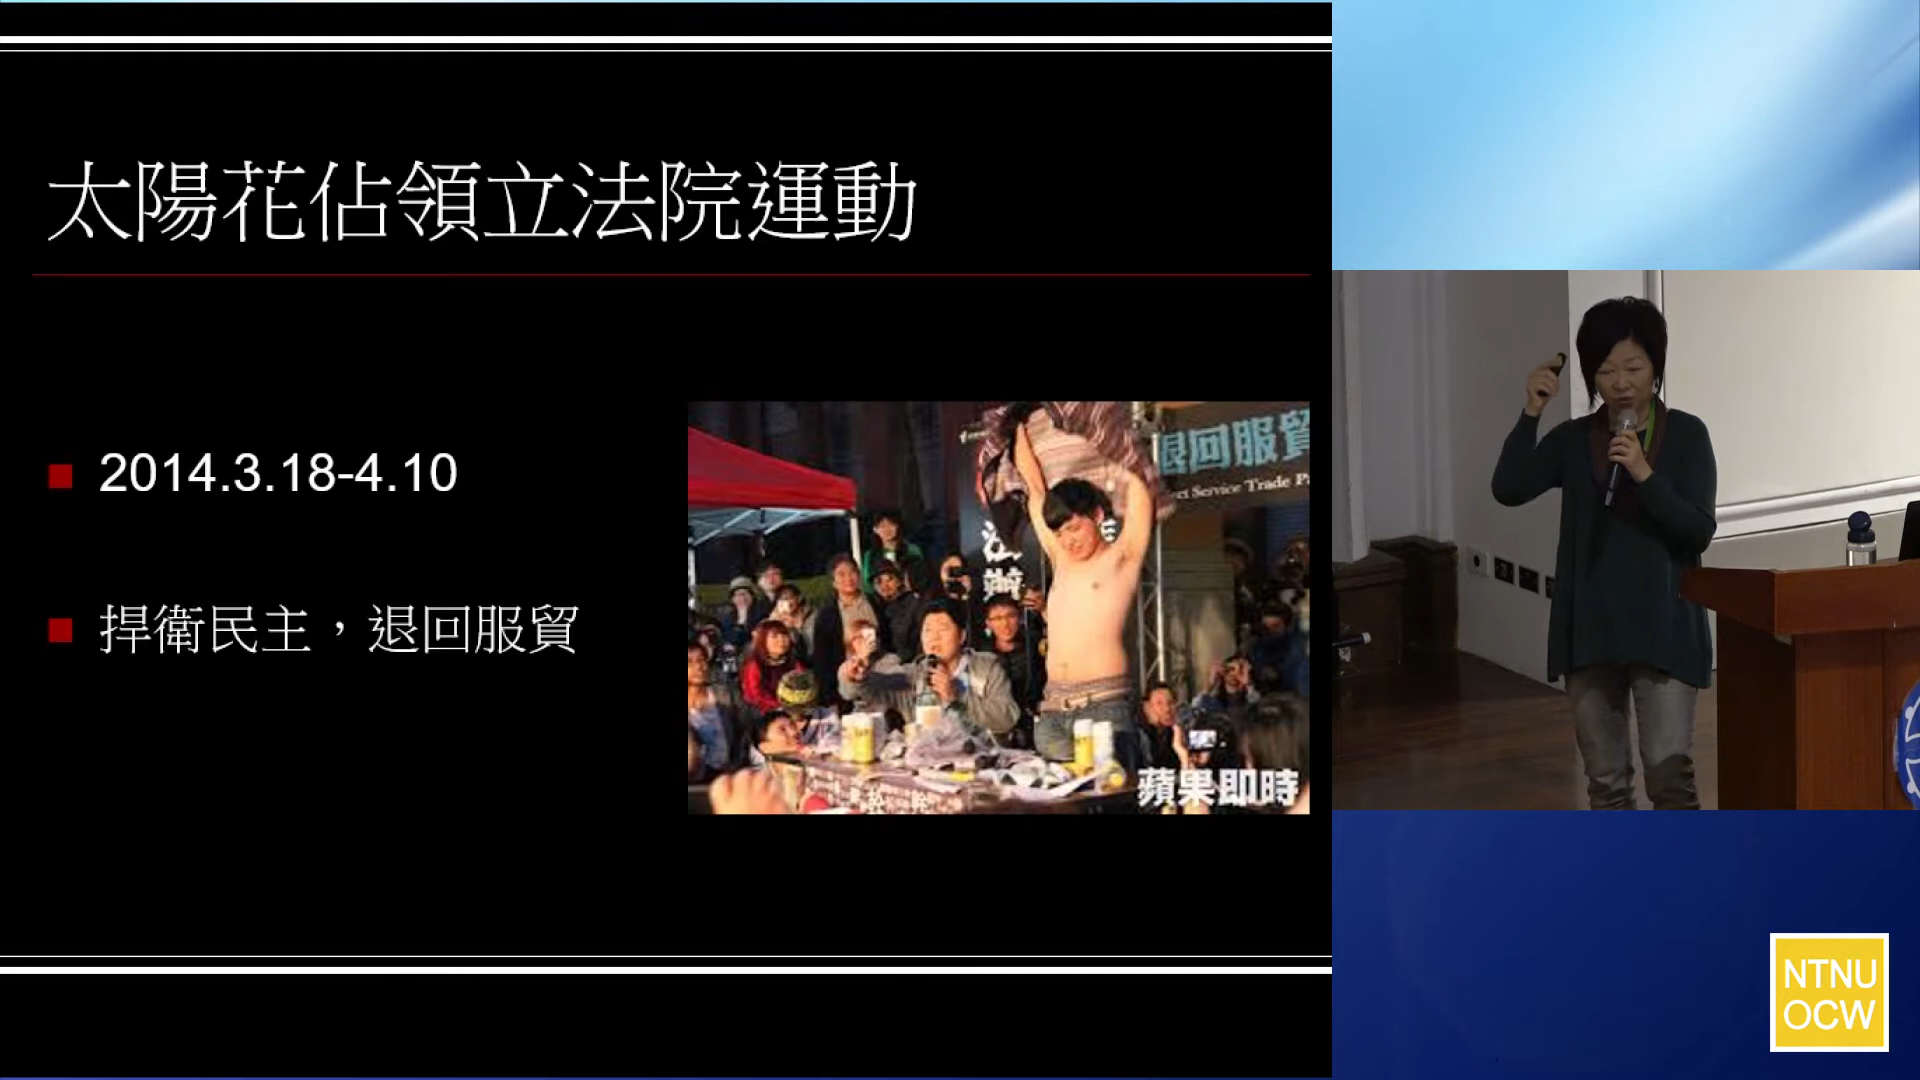 太陽花佔領立法院運動
2014.3.18-4.10
捍衛民主，退回服貿
退回服貿
Service Trade
蘋果即時
NTNU
OCW